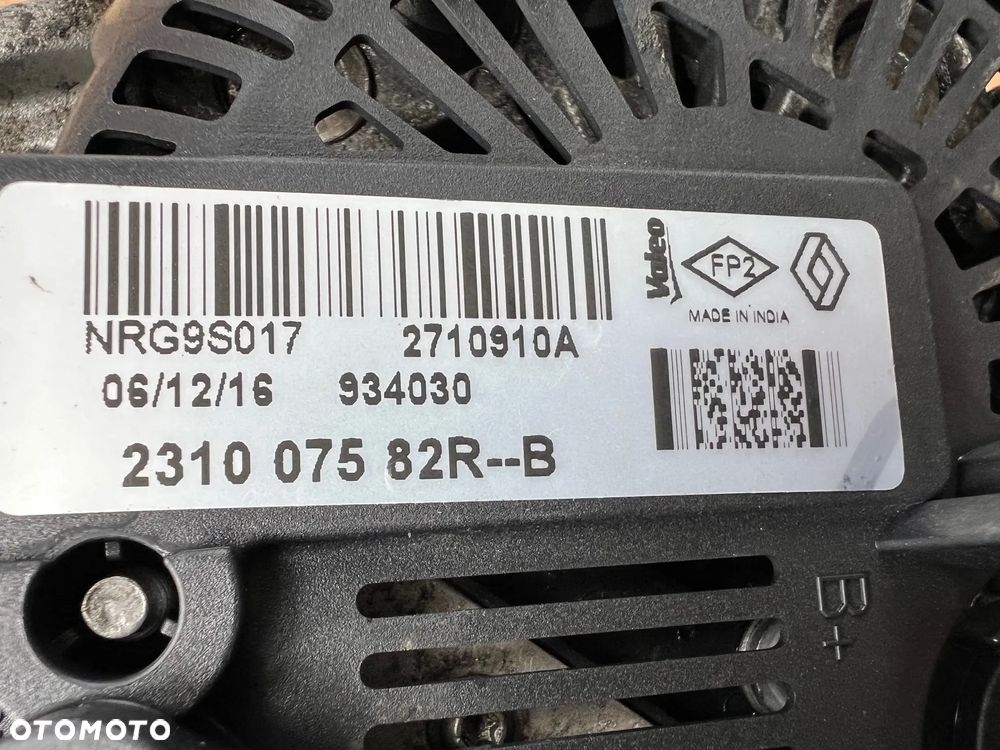 NRG9S017 2710910A
06/12/16 934030
2310 075 82R--B
Valeo
FP2
MADE IN INDIA
B+
OTOMOTO